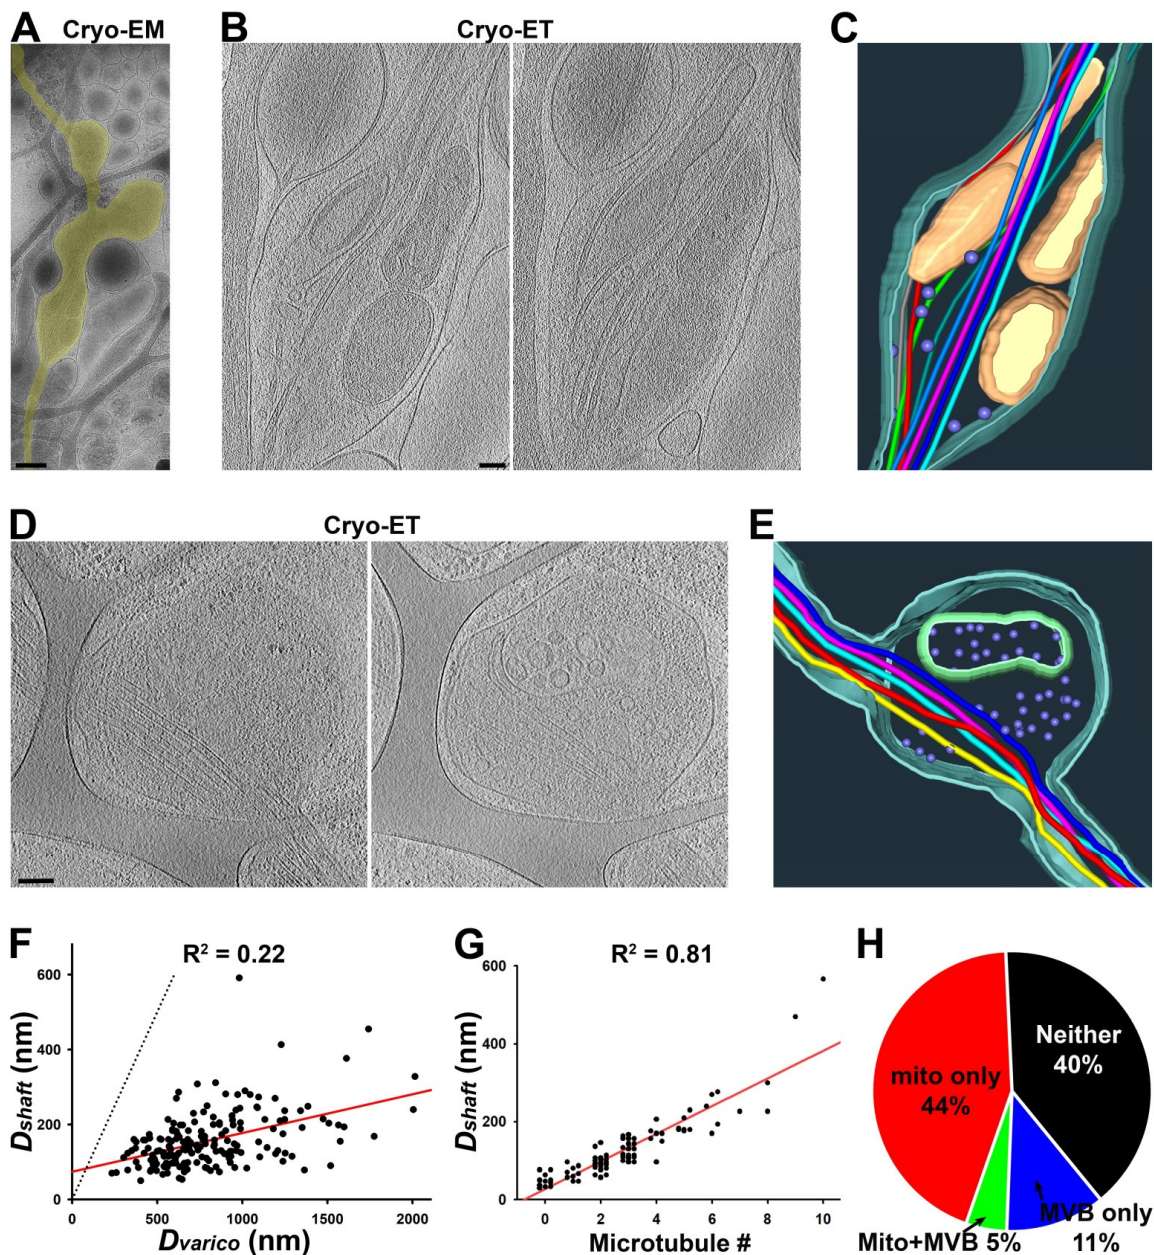 A Cryo-EM
B Cryo-ET
C
D Cryo-ET
E
F R² = 0.22
600
400
200
0
0 500 1000 1500 2000
Dshaft (nm)
Dvarico (nm)
G R² = 0.81
600
400
200
0
0 2 4 6 8 10
Dshaft (nm)
Microtubule #
H
Neither
40%
mito only
44%
MVB only
11%
Mito+MVB 5%